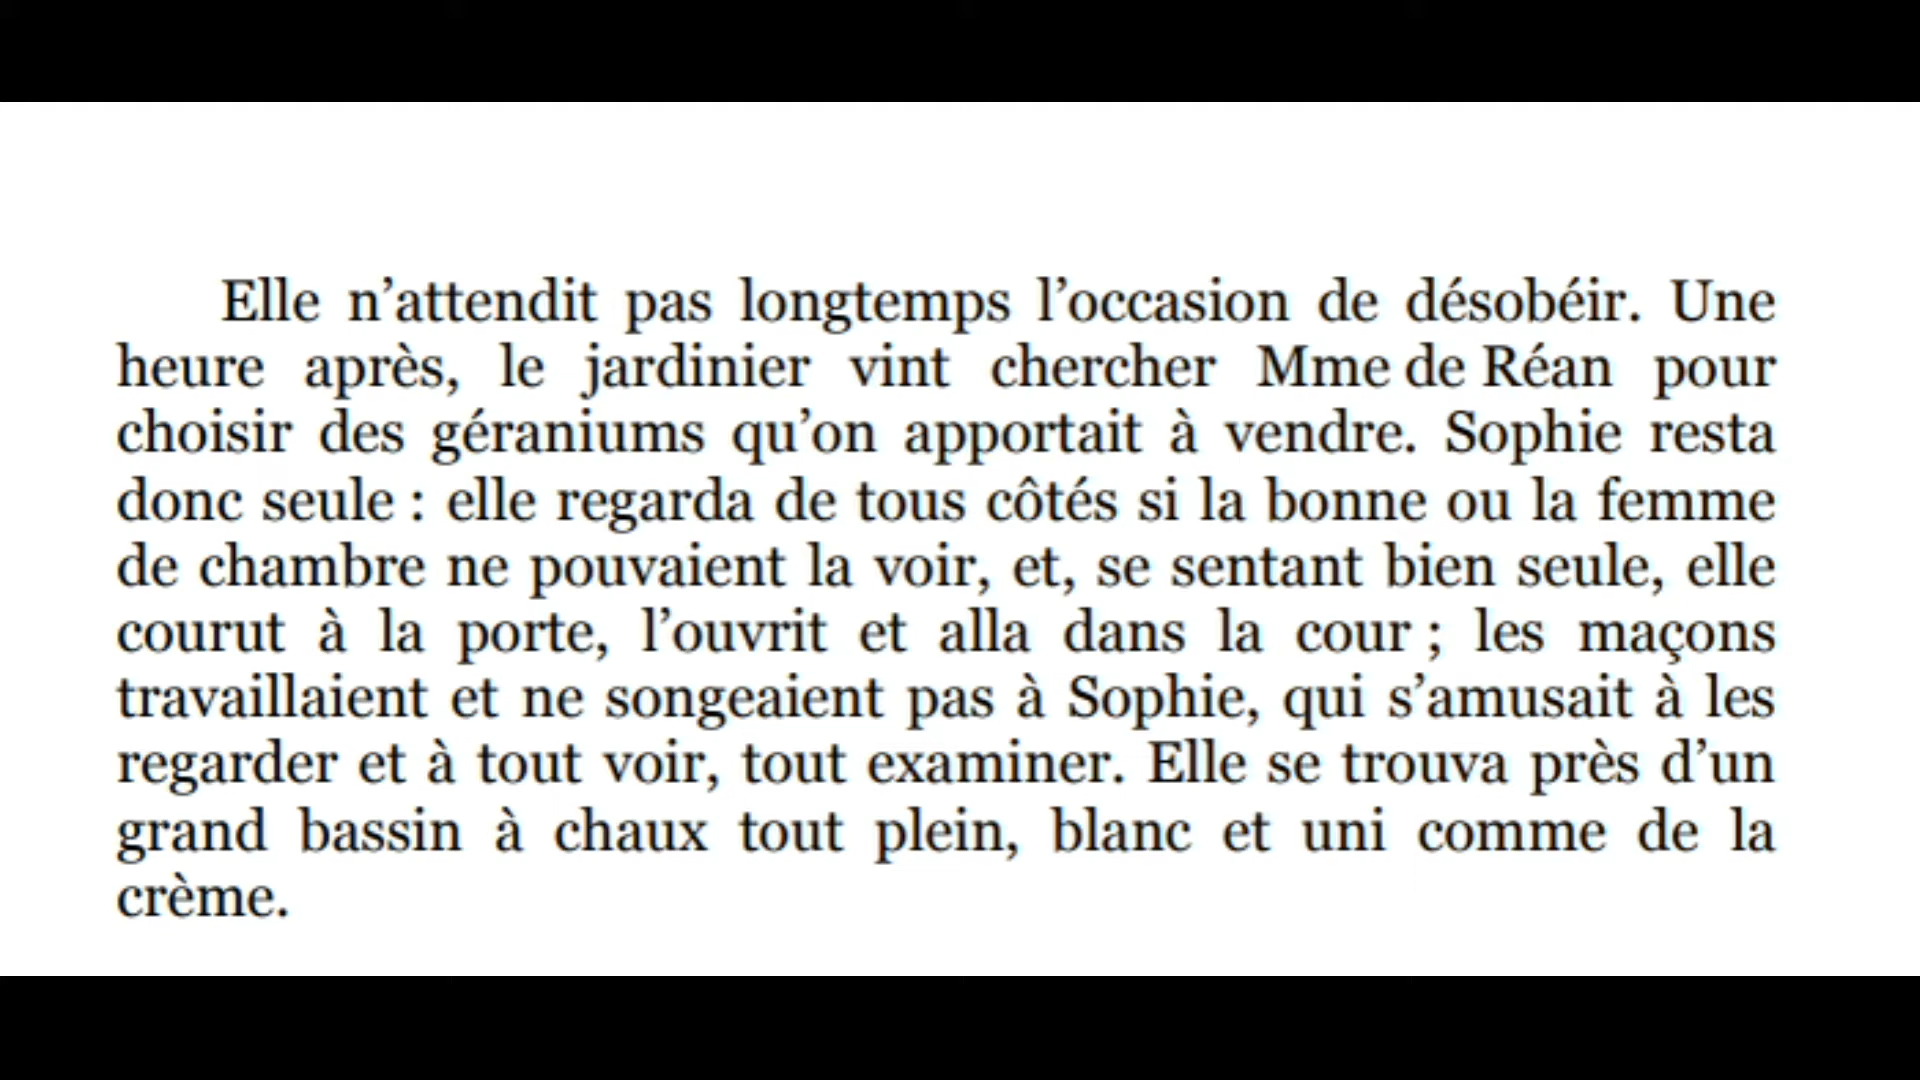 Elle n’attendit pas longtemps l’occasion de désobéir. Une
heure après, le jardinier vint chercher Mme de Réan pour
choisir des géraniums qu’on apportait à vendre. Sophie resta
donc seule : elle regarda de tous côtés si la bonne ou la femme
de chambre ne pouvaient la voir, et, se sentant bien seule, elle
courut à la porte, l’ouvrit et alla dans la cour ; les maçons
travaillaient et ne songeaient pas à Sophie, qui s’amusait à les
regarder et à tout voir, tout examiner. Elle se trouva près d’un
grand bassin à chaux tout plein, blanc et uni comme de la
crème.